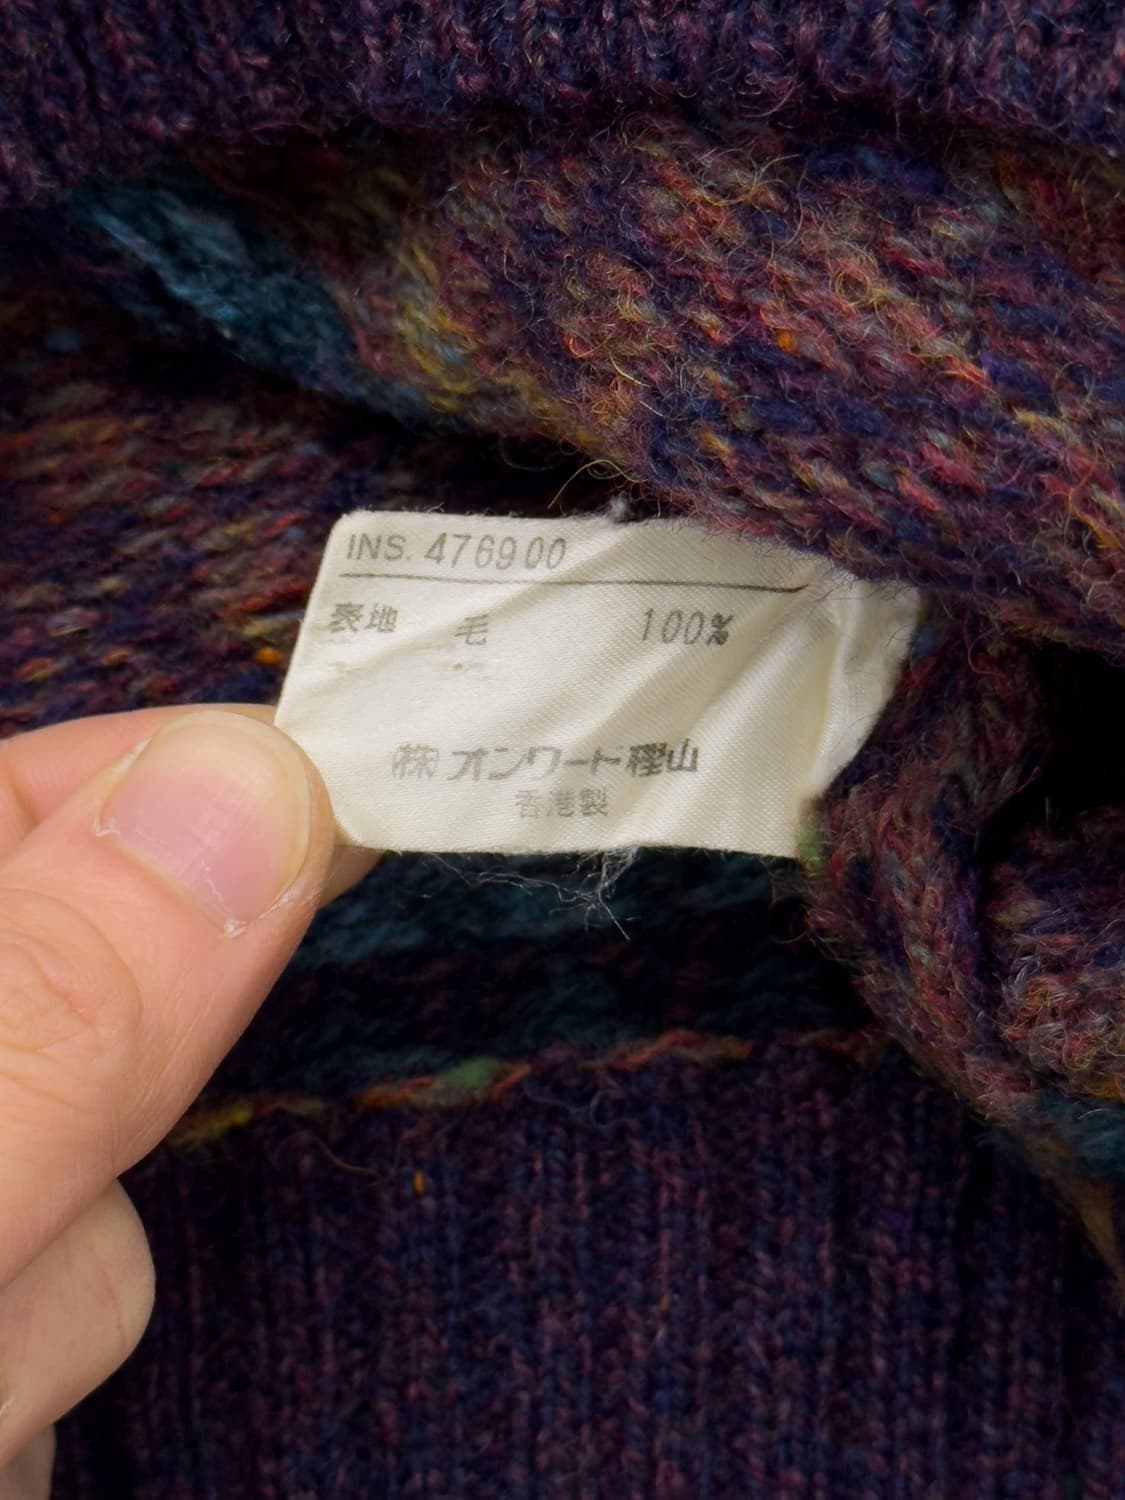 INS. 476900
表地 毛 100%
(株)オンワード樫山
香港製